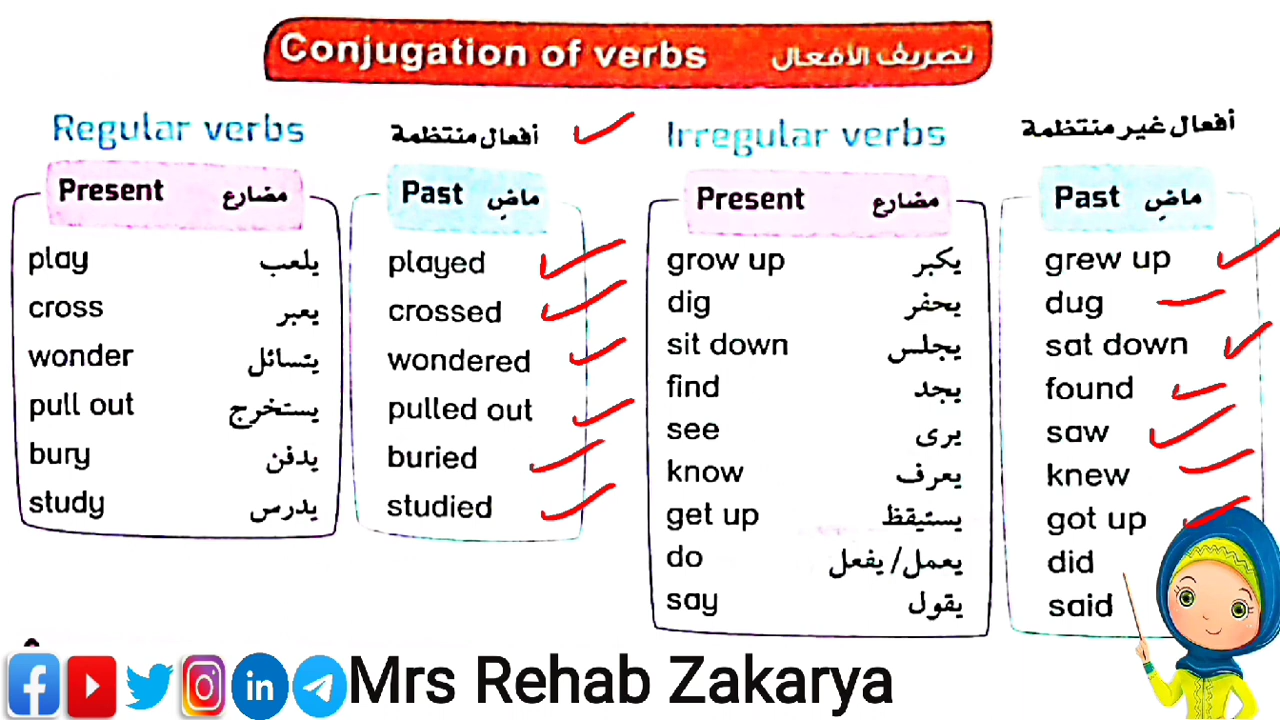 Conjugation of verbs تصريف الأفعال
Regular verbs أفعال منتظمة
Present مضارع Past ماضٍ
play يلعب played
cross يعبر crossed
wonder يتسائل wondered
pull out يستخرج pulled out
bury يدفن buried
study يدرس studied
Irregular verbs أفعال غير منتظمة
Present مضارع Past ماضٍ
grow up يكبر grew up
dig يحفر dug
sit down يجلس sat down
find يجد found
see يرى saw
know يعرف knew
get up يستيقظ got up
do يعمل/يفعل did
say يقول said
Mrs Rehab Zakarya